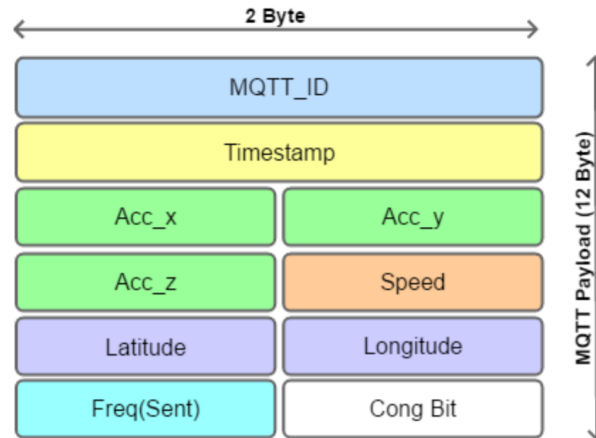 2 Byte
MQTT_ID
Timestamp
Acc_x
Acc_y
Acc_z
Speed
Latitude
Longitude
Freq(Sent)
Cong Bit
MQTT Payload (12 Byte)